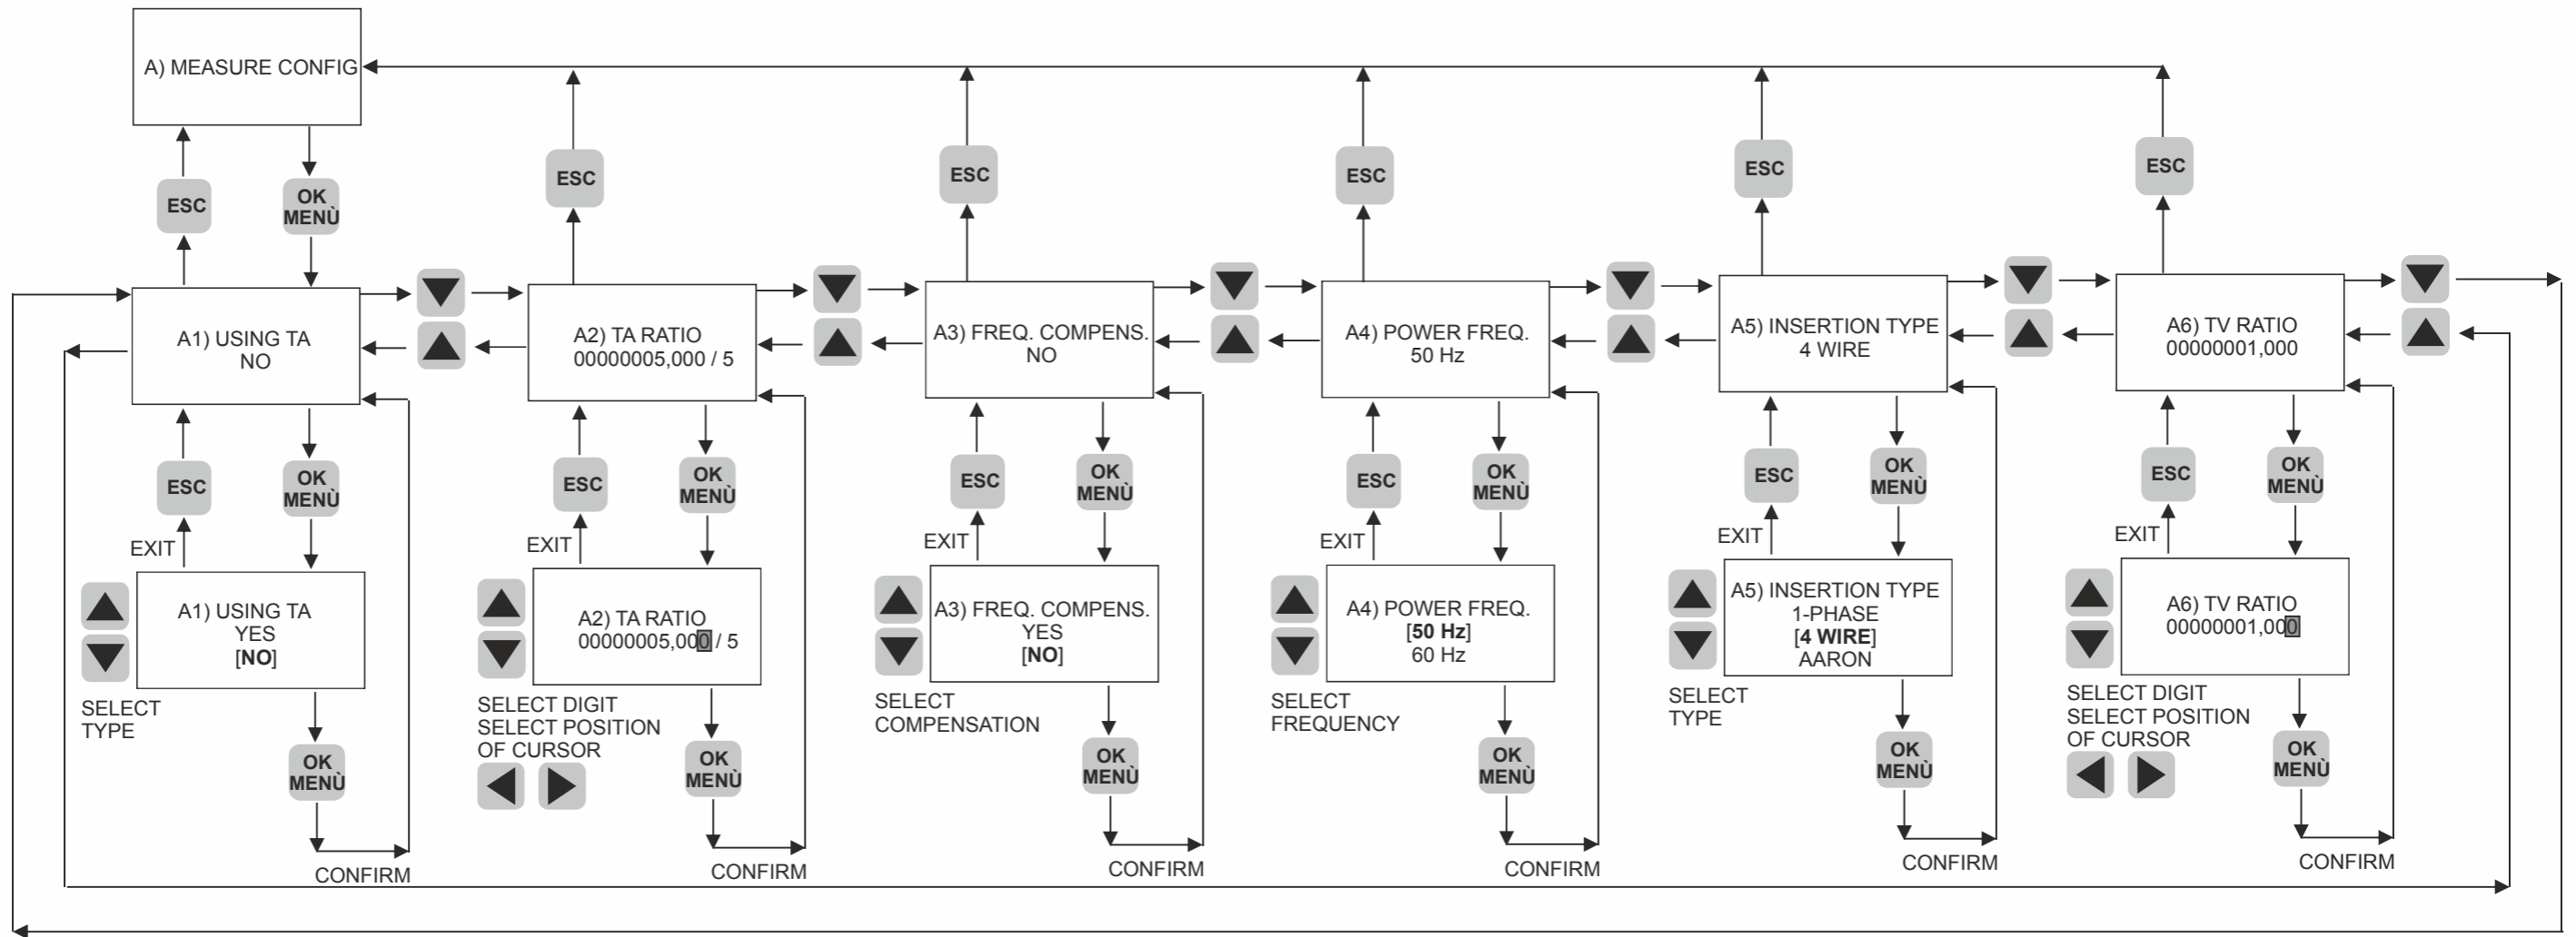 A) MEASURE CONFIG
ESC
OK
MENÙ
ESC
ESC
ESC
ESC
ESC
A1) USING TA
NO
A2) TA RATIO
00000005,000 / 5
A3) FREQ. COMPENS.
NO
A4) POWER FREQ.
50 Hz
A5) INSERTION TYPE
4 WIRE
A6) TV RATIO
00000001,000
ESC
OK
MENÙ
ESC
OK
MENÙ
ESC
OK
MENÙ
ESC
OK
MENÙ
ESC
OK
MENÙ
ESC
OK
MENÙ
EXIT
EXIT
EXIT
EXIT
EXIT
EXIT
A1) USING TA
YES
[NO]
SELECT
TYPE
OK
MENÙ
CONFIRM
A2) TA RATIO
00000005,000 / 5
SELECT DIGIT
SELECT POSITION
OF CURSOR
OK
MENÙ
CONFIRM
A3) FREQ. COMPENS.
YES
[NO]
SELECT
COMPENSATION
OK
MENÙ
CONFIRM
A4) POWER FREQ.
[50 Hz]
60 Hz
SELECT
FREQUENCY
OK
MENÙ
CONFIRM
A5) INSERTION TYPE
1-PHASE
[4 WIRE]
AARON
SELECT
TYPE
OK
MENÙ
CONFIRM
A6) TV RATIO
00000001,000
SELECT DIGIT
SELECT POSITION
OF CURSOR
OK
MENÙ
CONFIRM